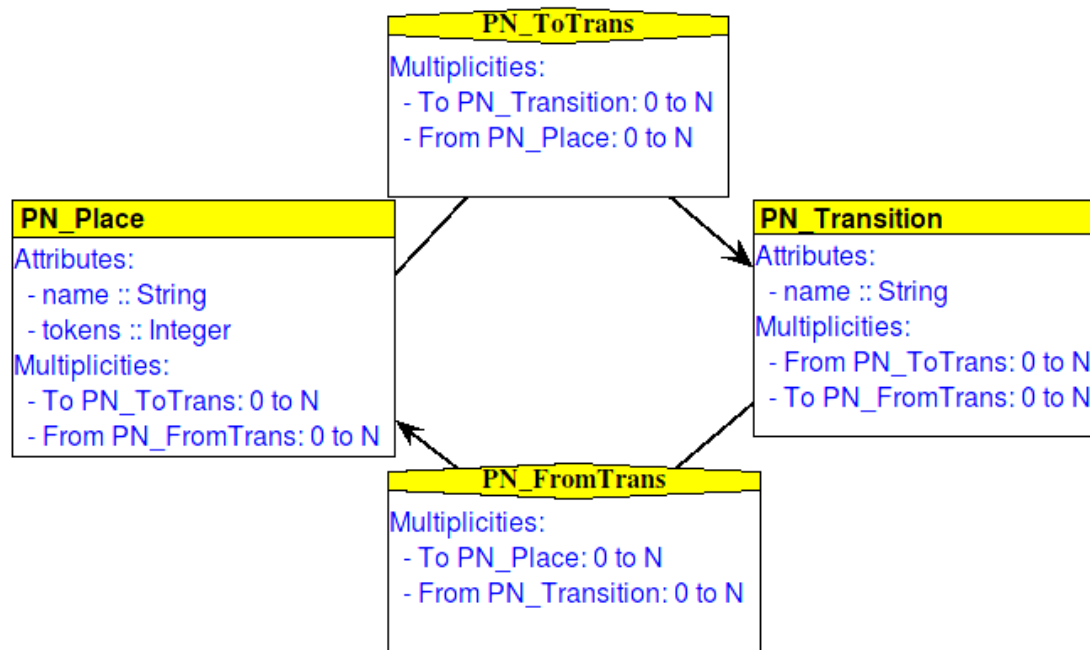 PN_ToTrans
Multiplicities:
- To PN_Transition: 0 to N
- From PN_Place: 0 to N
PN_Place
Attributes:
- name :: String
- tokens :: Integer
Multiplicities:
- To PN_ToTrans: 0 to N
- From PN_FromTrans: 0 to N
PN_Transition
Attributes:
- name :: String
Multiplicities:
- From PN_ToTrans: 0 to N
- To PN_FromTrans: 0 to N
PN_FromTrans
Multiplicities:
- To PN_Place: 0 to N
- From PN_Transition: 0 to N